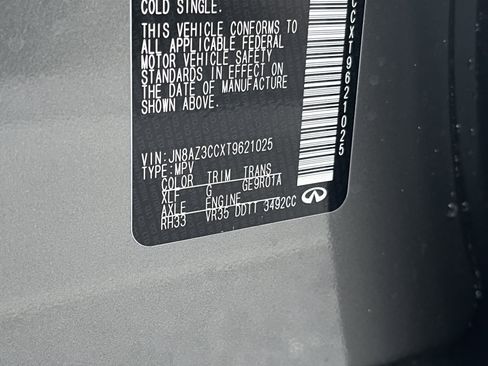 COLD SINGLE.
THIS VEHICLE CONFORMS TO
ALL APPLICABLE FEDERAL
MOTOR VEHICLE SAFETY
STANDARDS IN EFFECT ON
THE DATE OF MANUFACTURE
SHOWN ABOVE.
VIN:JN8AZ3CCXT9621025
TYPE:MPV
COLOR TRIM TRANS
XLF G GE9R01A
AXLE ENGINE
RH33 VR35 DDTT 3492CC
CCXT9621025